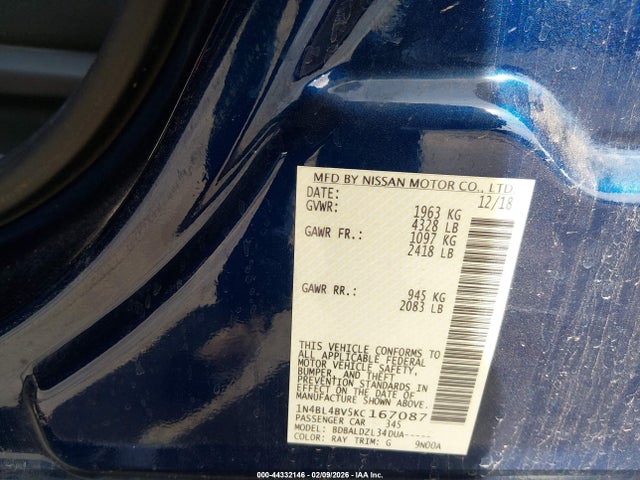 MFD BY NISSAN MOTOR CO., LTD
DATE: 12/18
GVWR: 1963 KG
4328 LB
GAWR FR.: 1097 KG
2418 LB
GAWR RR.: 945 KG
2083 LB
THIS VEHICLE CONFORMS TO
ALL APPLICABLE FEDERAL
MOTOR VEHICLE SAFETY,
BUMPER, AND THEFT
PREVENTION STANDARDS IN
EFFECT ON THE DATE OF
MANUFACTURE SHOWN ABOVE.
1N4BL4BV5KC167087
PASSENGER CAR 345
MODEL: BDBALDZL34DUA-----
COLOR: RAY TRIM: G 9N00A
000-44332146 - 02/09/2026 - IAA Inc.